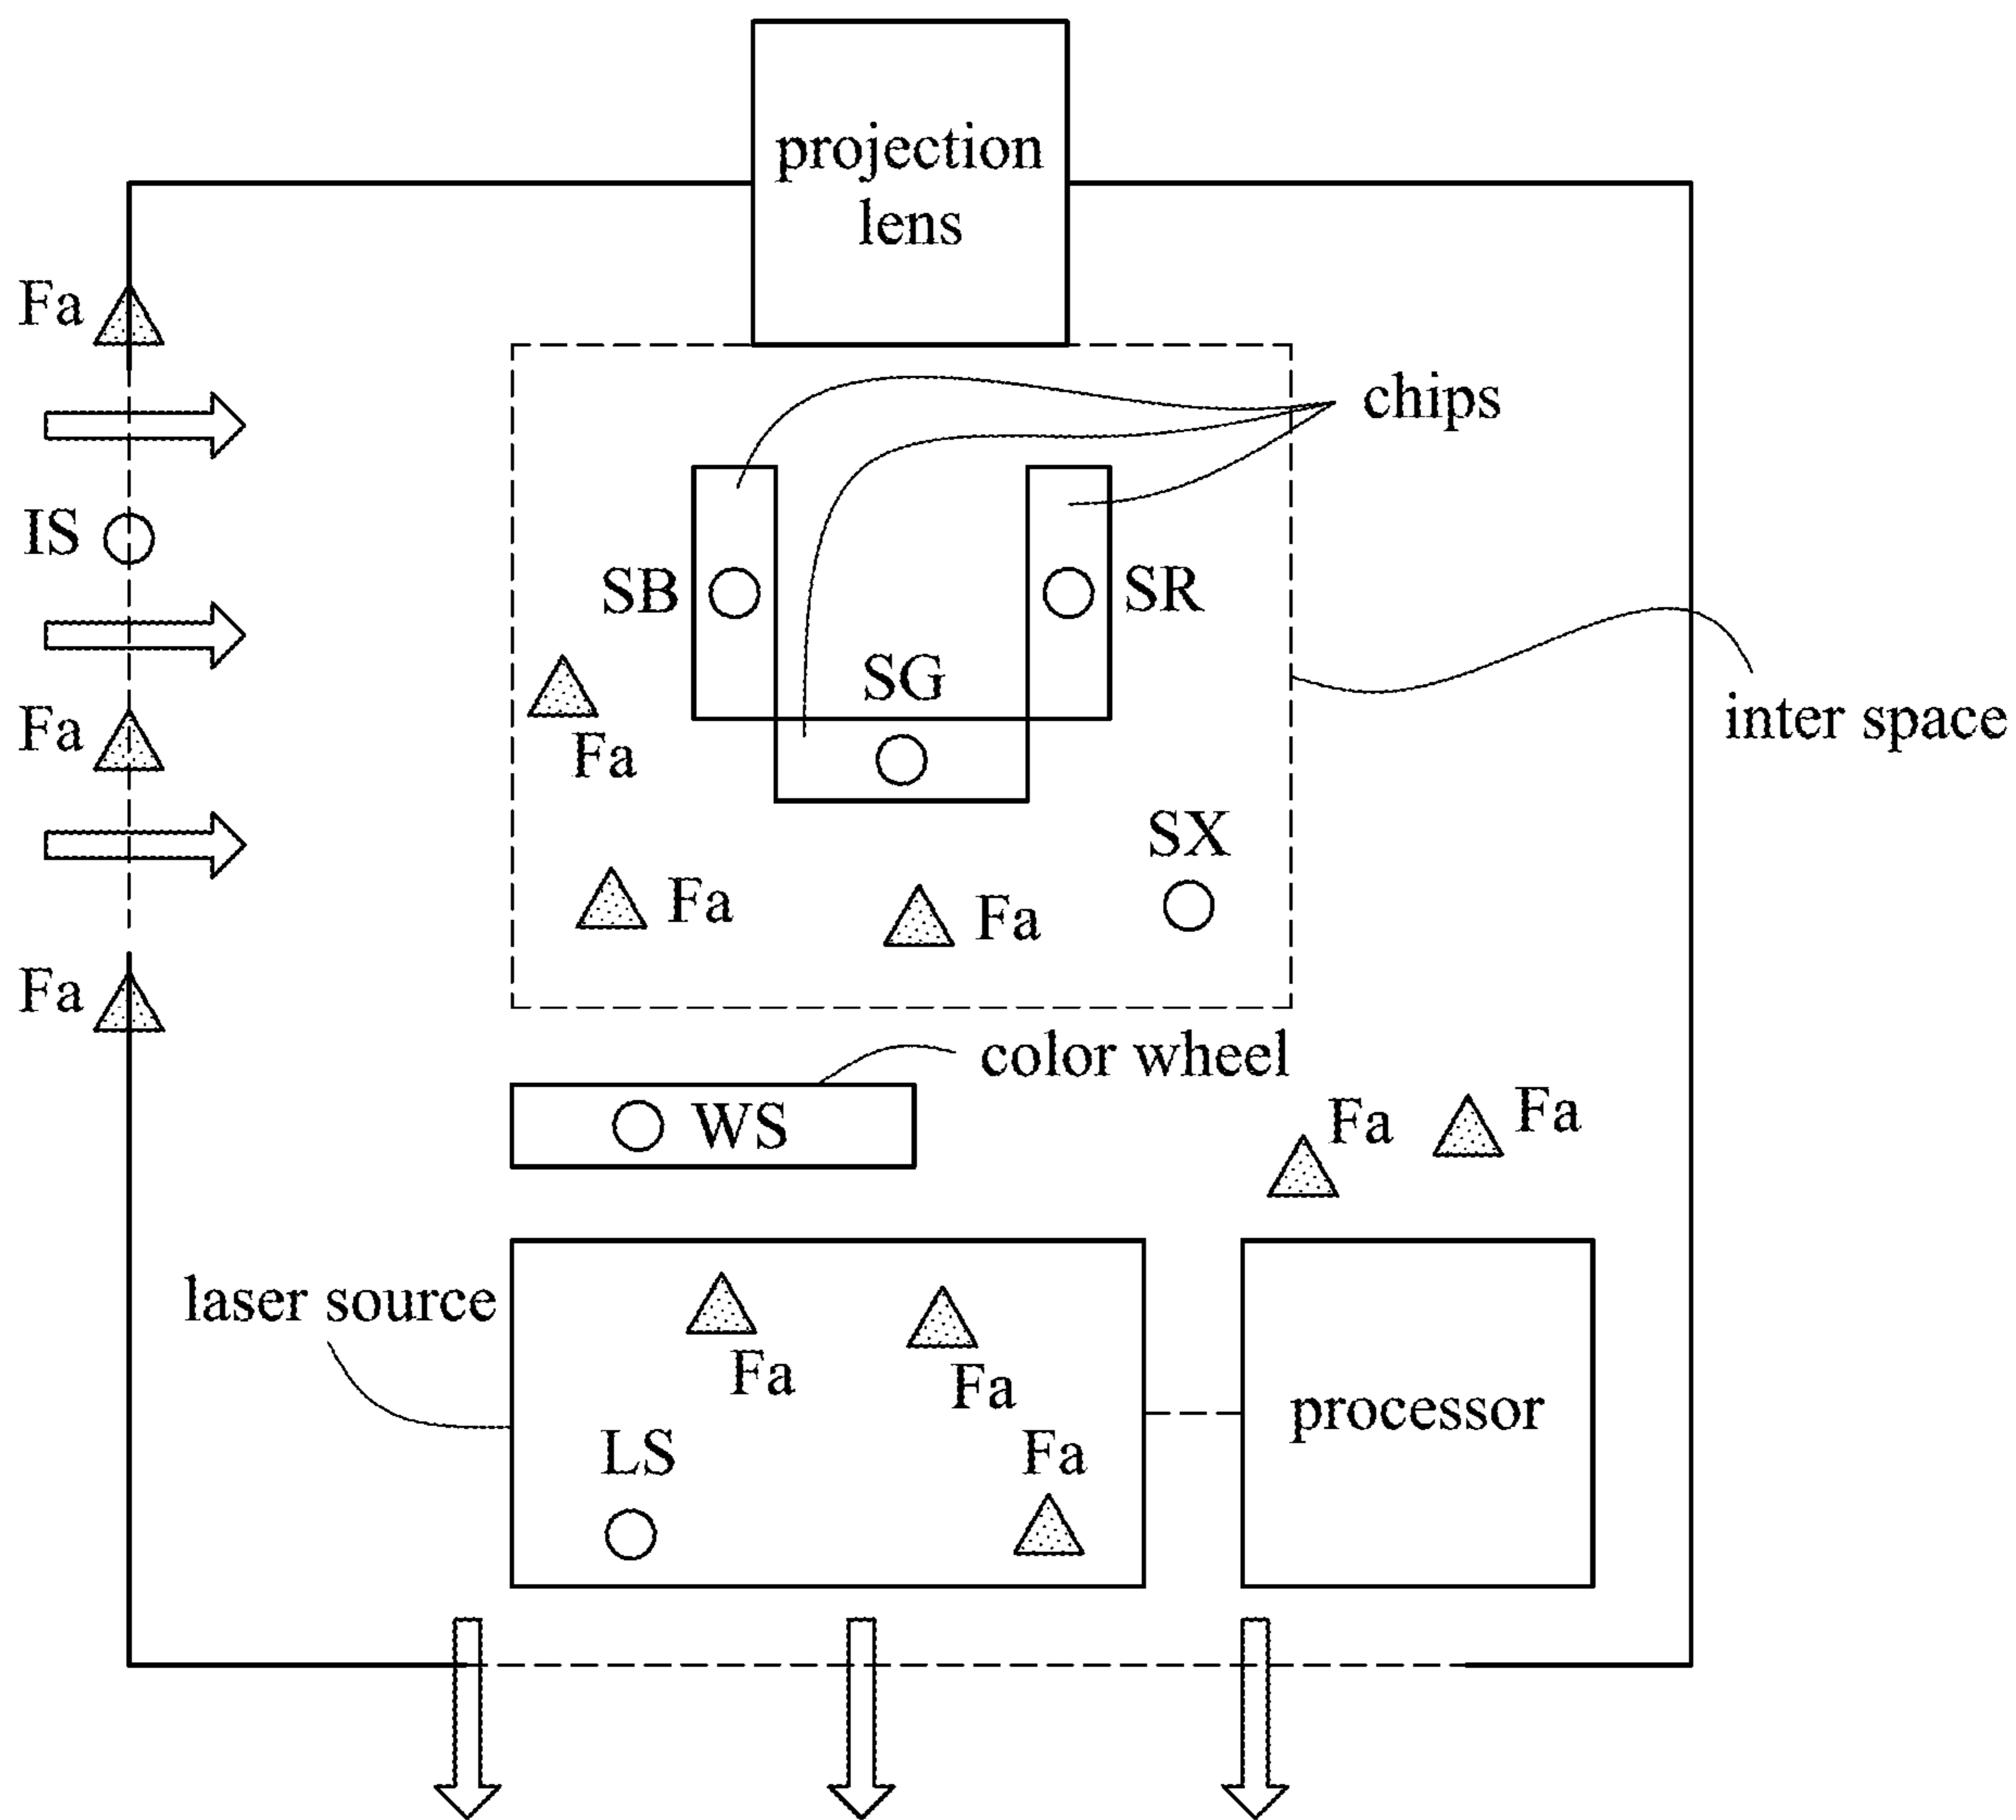 projection
lens
Fa
chips
IS
SB
SR
SG
Fa
Fa
inter space
SX
Fa
Fa
Fa
color wheel
WS
Fa
Fa
laser source
Fa
Fa
processor
LS
Fa